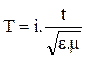 T = i. t / √ε.μ